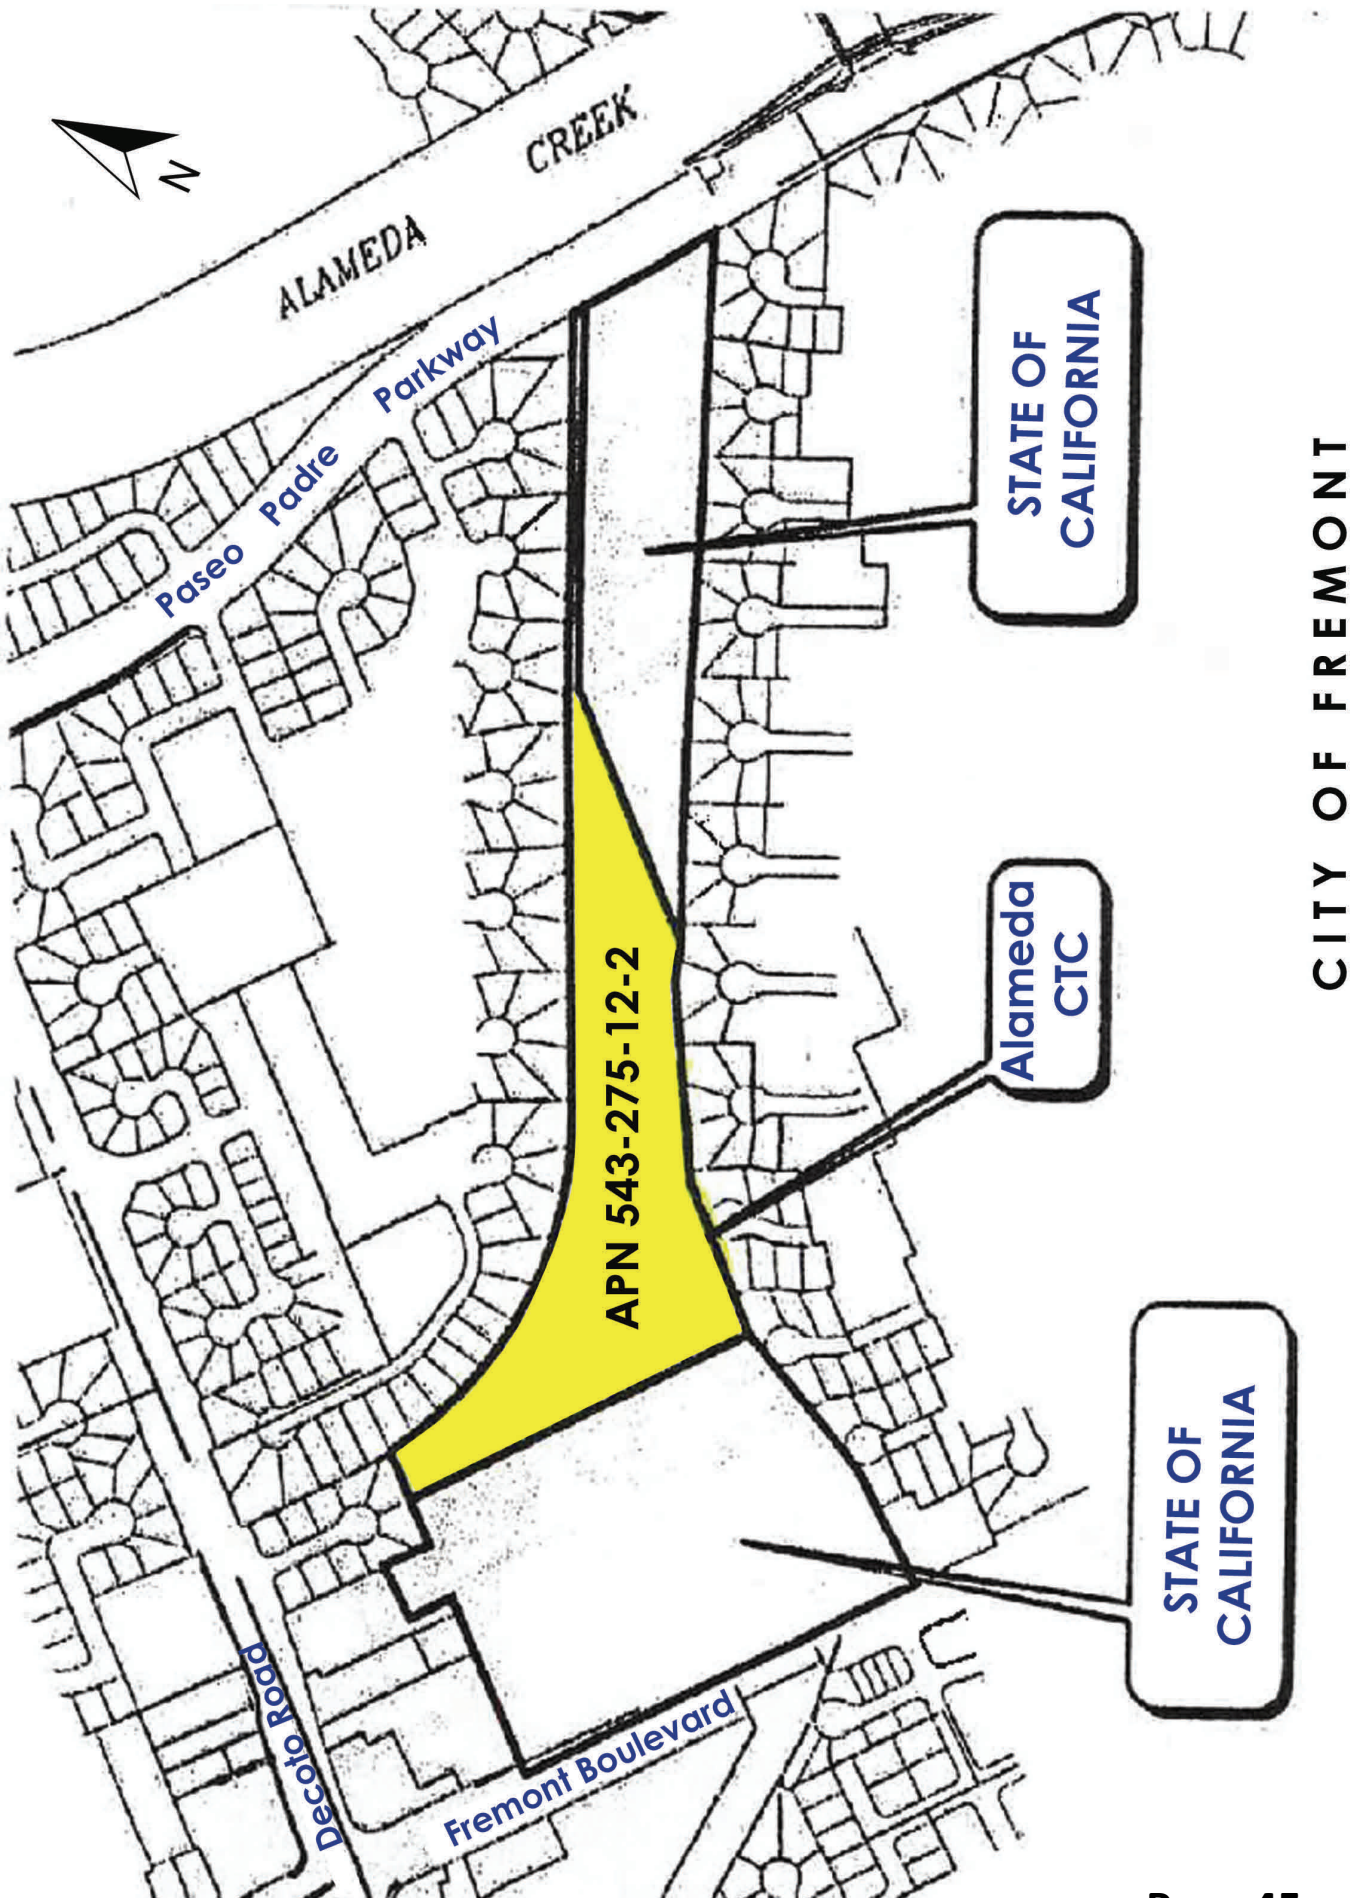 N
ALAMEDA
CREEK
Paseo Padre Parkway
STATE OF
CALIFORNIA
APN 543-275-12-2
Alameda
CTC
STATE OF
CALIFORNIA
Decoto Road
Fremont Boulevard
CITY OF FREMONT